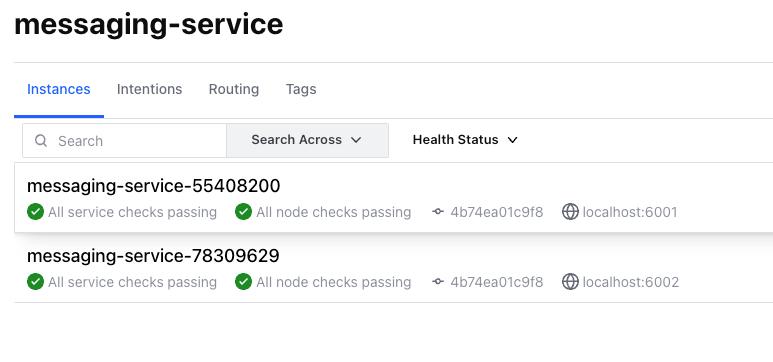 messaging-service
Instances Intentions Routing Tags
Search Search Across Health Status
messaging-service-55408200
All service checks passing All node checks passing 4b74ea01c9f8 localhost:6001
messaging-service-78309629
All service checks passing All node checks passing 4b74ea01c9f8 localhost:6002